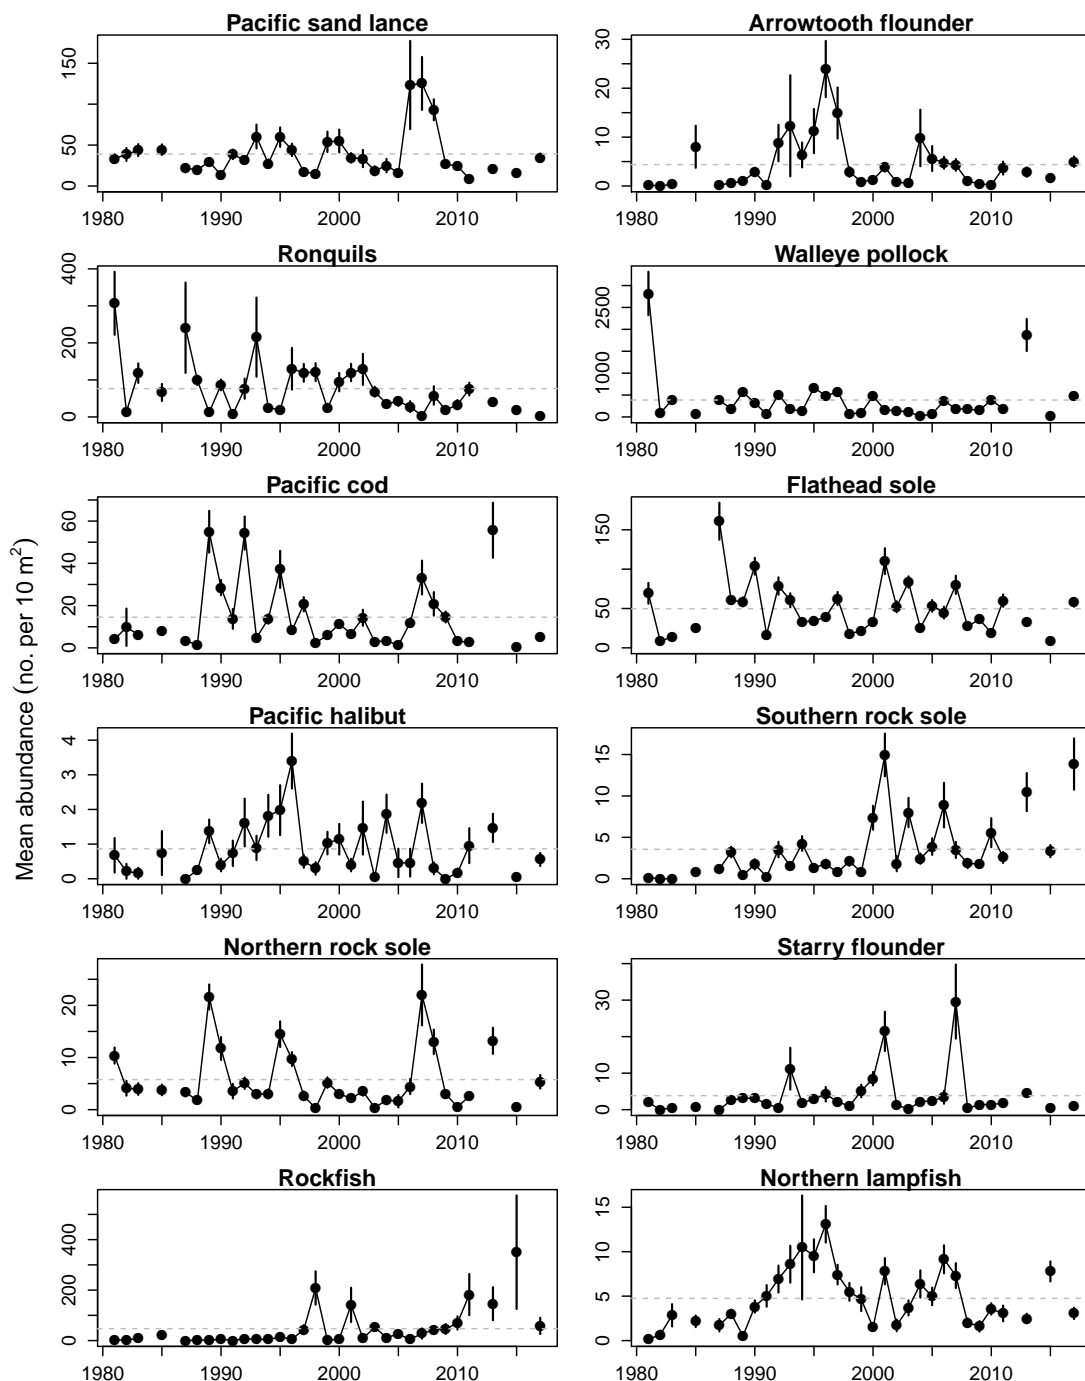 Pacific sand lance
Arrowtooth flounder
0 50 150
0 10 20 30
1980 1990 2000 2010
1980 1990 2000 2010
Ronquils
Walleye pollock
0 200 400
0 1000 2500
1980 1990 2000 2010
1980 1990 2000 2010
Pacific cod
Flathead sole
0 20 40 60
0 50 150
1980 1990 2000 2010
1980 1990 2000 2010
Mean abundance (no. per 10 m²)
Pacific halibut
Southern rock sole
0 1 2 3 4
0 5 10 15
1980 1990 2000 2010
1980 1990 2000 2010
Northern rock sole
Starry flounder
0 10 20
0 10 30
1980 1990 2000 2010
1980 1990 2000 2010
Rockfish
Northern lampfish
0 200 400
0 5 10 15
1980 1990 2000 2010
1980 1990 2000 2010